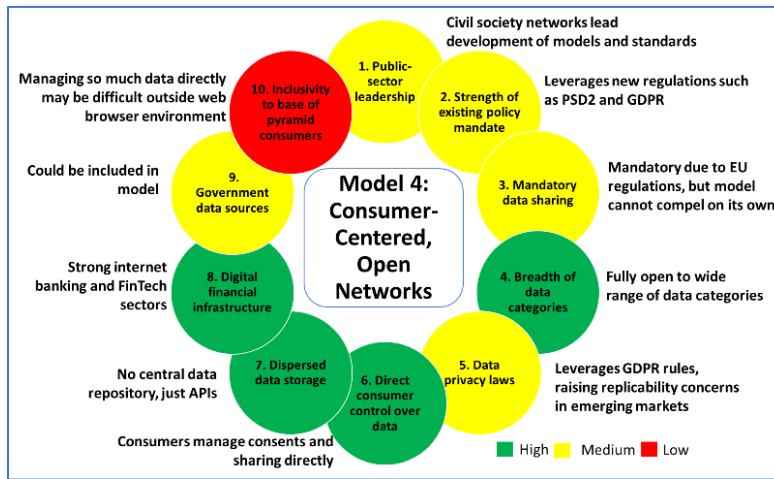 Civil society networks lead
development of models and standards
1. Public-
sector
leadership
Leverages new regulations such
as PSD2 and GDPR
2. Strength of
existing policy
mandate
Mandatory due to EU
regulations, but model
cannot compel on its own
3. Mandatory
data sharing
Fully open to wide
range of data categories
4. Breadth of
data
categories
Leverages GDPR rules,
raising replicability concerns
in emerging markets
5. Data
privacy laws
Consumers manage consents and
sharing directly
6. Direct
consumer
control over
data
No central data
repository, just APIs
7. Dispersed
data storage
Strong internet
banking and FinTech
sectors
8. Digital
financial
infrastructure
Could be included in
model
9.
Government
data sources
Managing so much data directly
may be difficult outside web
browser environment
10. Inclusivity
to base of
pyramid
consumers
Model 4:
Consumer-
Centered,
Open
Networks
High
Medium
Low